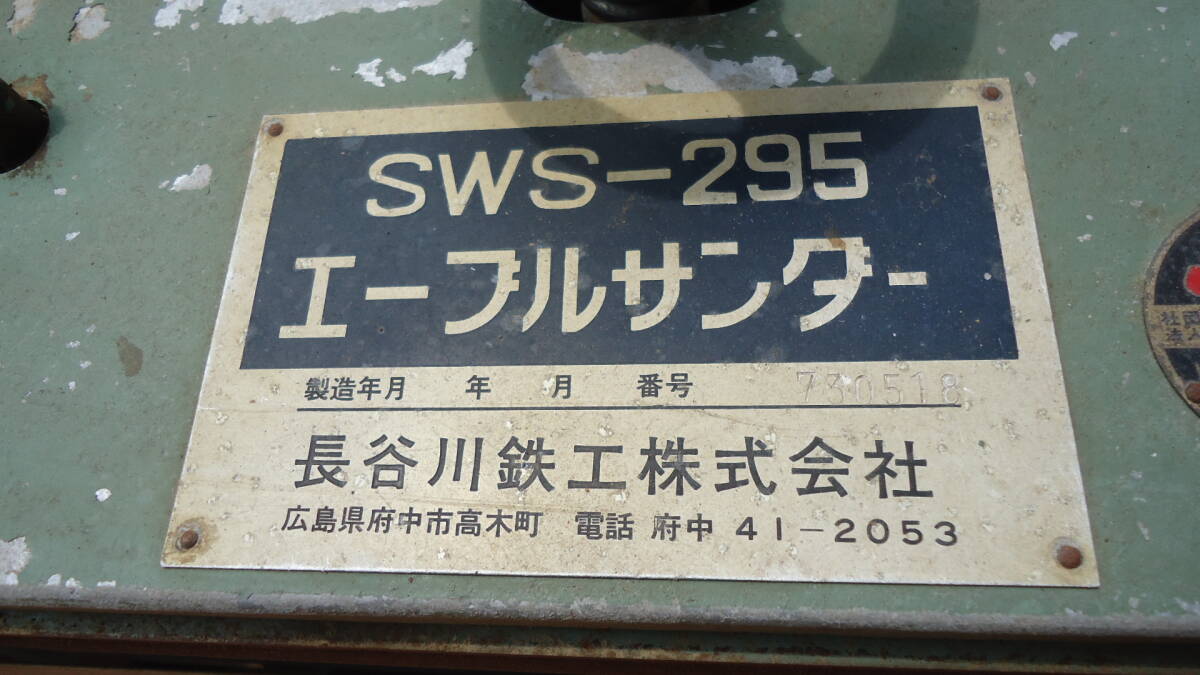 SWS-295
エーブルサンダー
製造年月 年 月 番号 730518
長谷川鉄工株式会社
広島県府中市高木町 電話 府中 41-2053